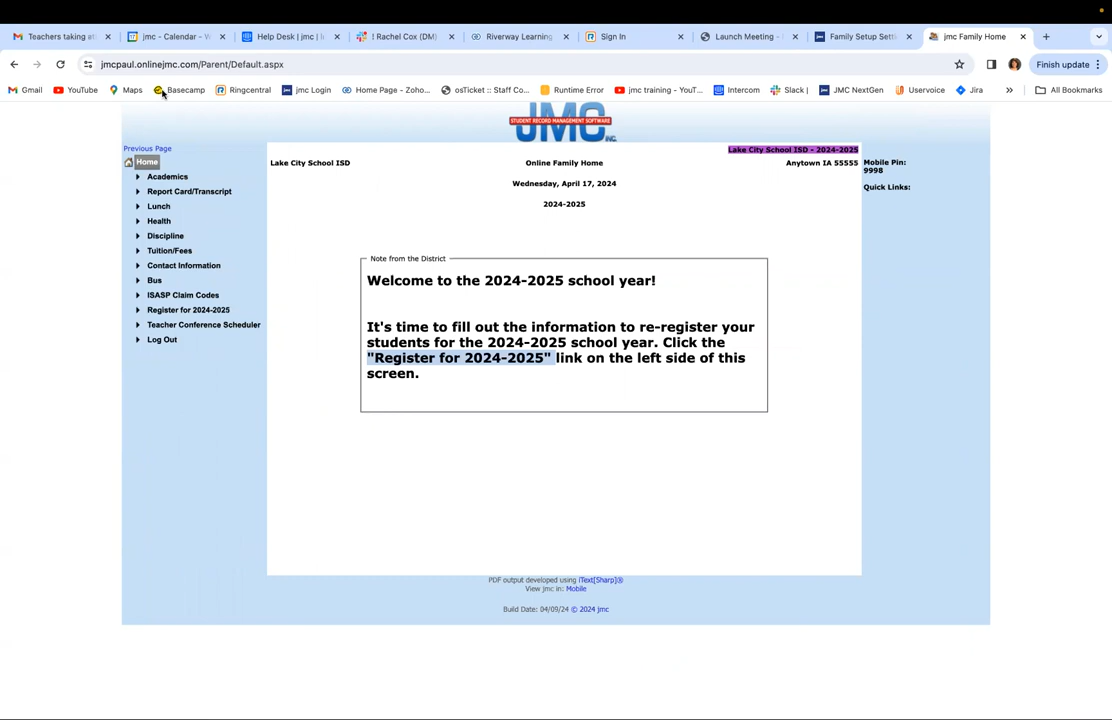 Teachers taking at
jmc - Calendar - W
Help Desk | jmc | l
! Rachel Cox (DM)
Riverway Learning
Sign In
Launch Meeting -
Family Setup Sett
jmc Family Home
jmcpaul.onlinejmc.com/Parent/Default.aspx
Finish update
Gmail
YouTube
Maps
Basecamp
Ringcentral
jmc Login
Home Page - Zoho...
osTicket :: Staff Co...
Runtime Error
jmc training - YouT...
Intercom
Slack |
JMC NextGen
Uservoice
Jira
»
All Bookmarks
JMC INC.
STUDENT RECORD MANAGEMENT SOFTWARE
Previous Page
Home
Academics
Report Card/Transcript
Lunch
Health
Discipline
Tuition/Fees
Contact Information
Bus
ISASP Claim Codes
Register for 2024-2025
Teacher Conference Scheduler
Log Out
Lake City School ISD - 2024-2025
Lake City School ISD
Online Family Home
Anytown IA 55555
Wednesday, April 17, 2024
2024-2025
Mobile Pin:
9998
Quick Links:
Note from the District
Welcome to the 2024-2025 school year!
It's time to fill out the information to re-register your
students for the 2024-2025 school year. Click the
"Register for 2024-2025" link on the left side of this
screen.
PDF output developed using iText[Sharp]®
View jmc in: Mobile
Build Date: 04/09/24 © 2024 jmc